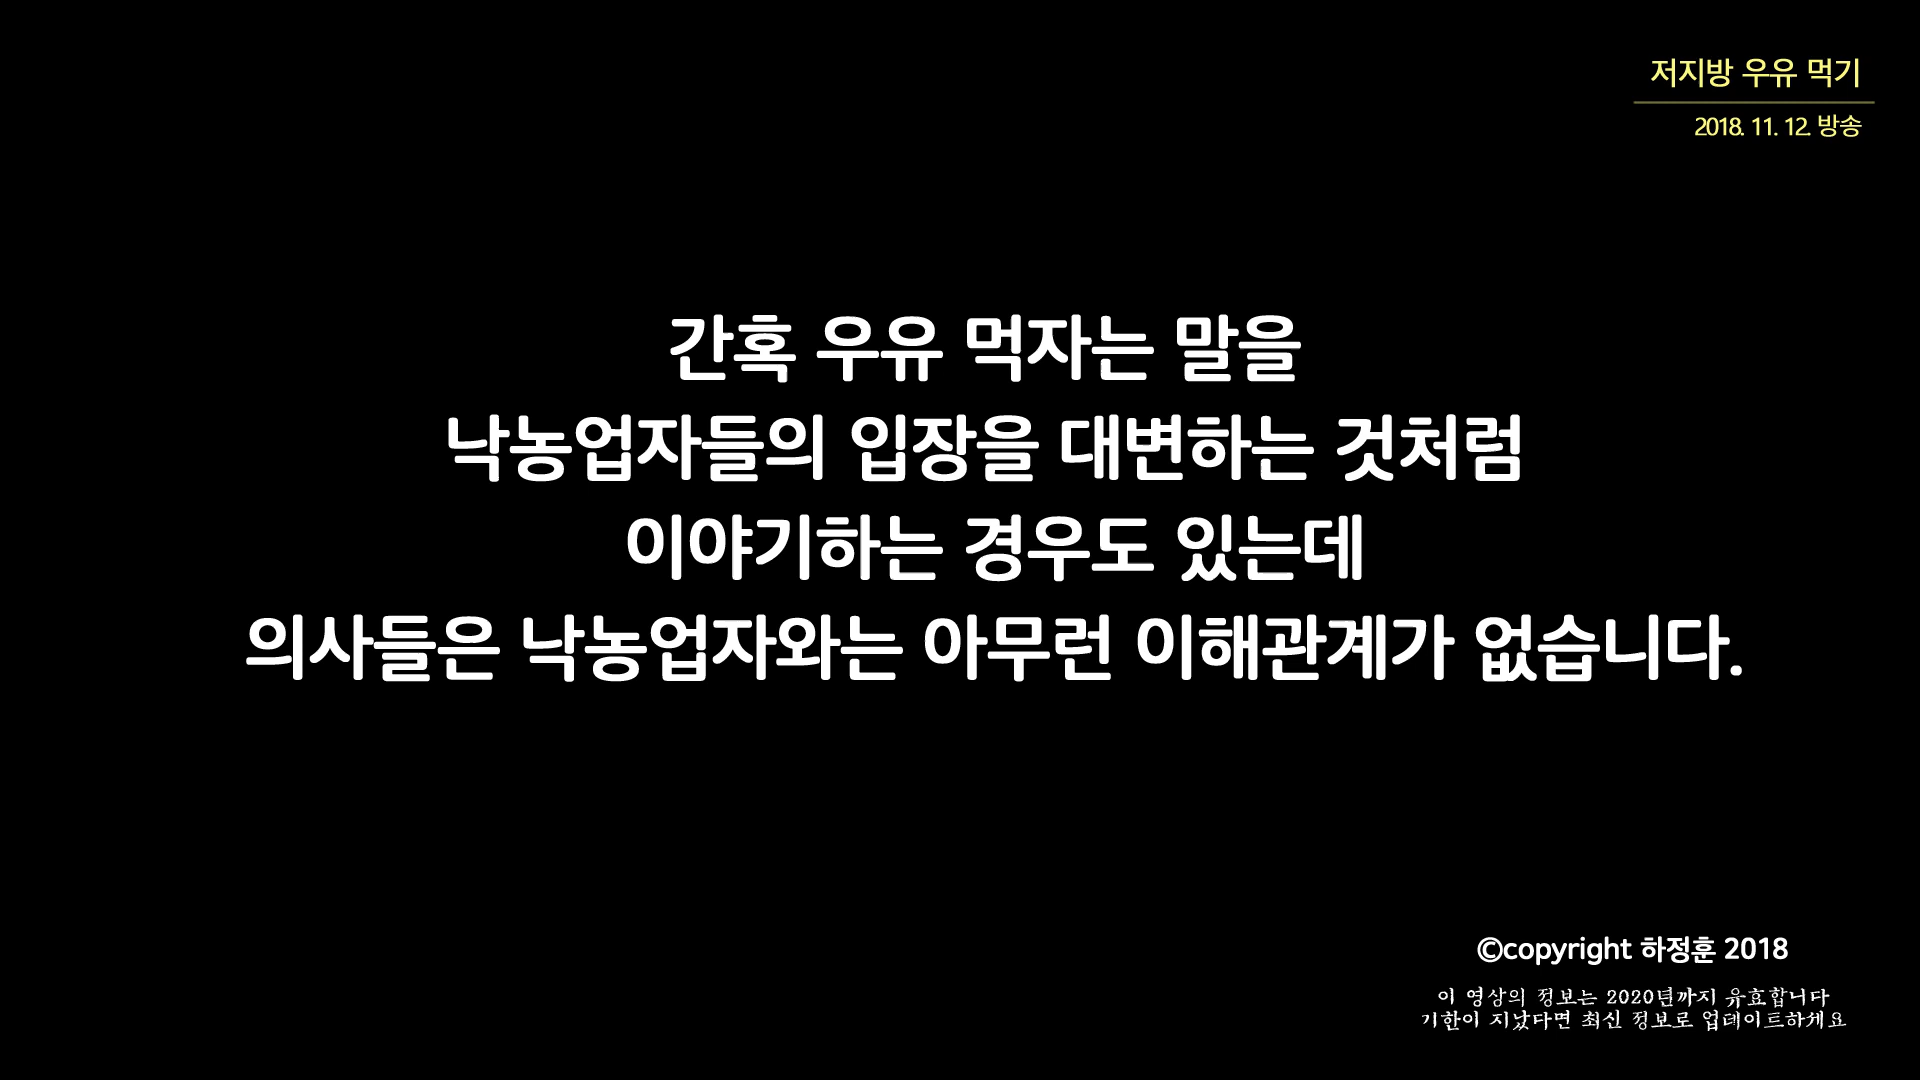 저지방 우유 먹기
2018. 11. 12. 방송
간혹 우유 먹자는 말을
낙농업자들의 입장을 대변하는 것처럼
이야기하는 경우도 있는데
의사들은 낙농업자와는 아무런 이해관계가 없습니다.
©copyright 하정훈 2018
이 영상의 정보는 2020년까지 유효합니다
기한이 지났다면 최신 정보로 업데이트하세요